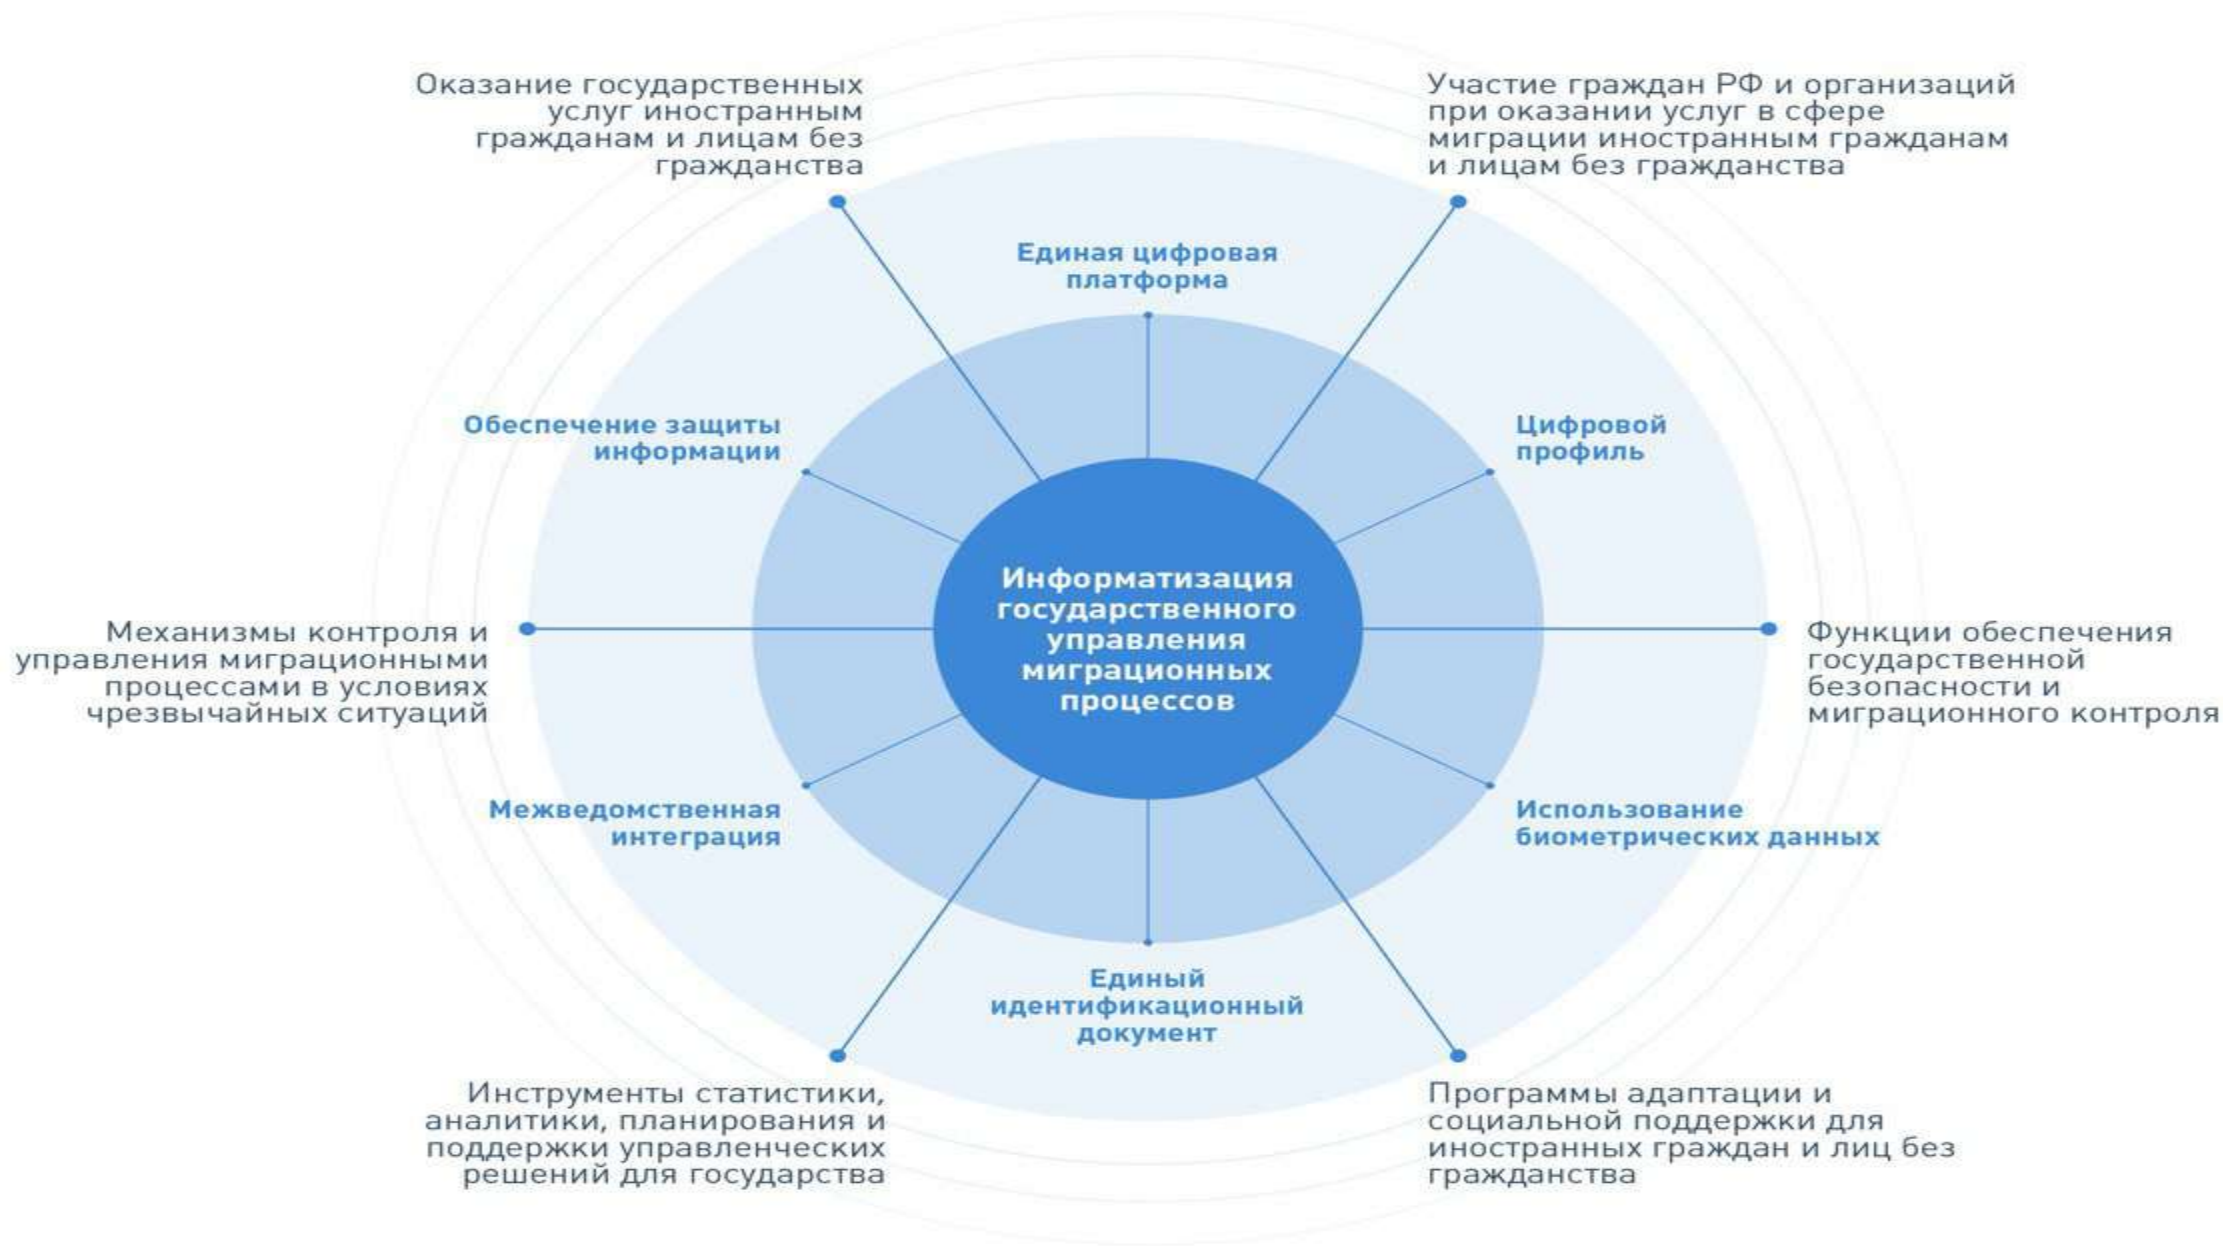 Оказание государственных
услуг иностранным
гражданам и лицам без
гражданства
Участие граждан РФ и организаций
при оказании услуг в сфере
миграции иностранным гражданам
и лицам без гражданства
Единая цифровая
платформа
Обеспечение защиты
информации
Цифровой
профиль
Информатизация
государственного
управления
миграционных
процессов
Механизмы контроля и
управления миграционными
процессами в условиях
чрезвычайных ситуаций
Функции обеспечения
государственной
безопасности и
миграционного контроля
Межведомственная
интеграция
Использование
биометрических данных
Единый
идентификационный
документ
Инструменты статистики,
аналитики, планирования и
поддержки управленческих
решений для государства
Программы адаптации и
социальной поддержки для
иностранных граждан и лиц без
гражданства